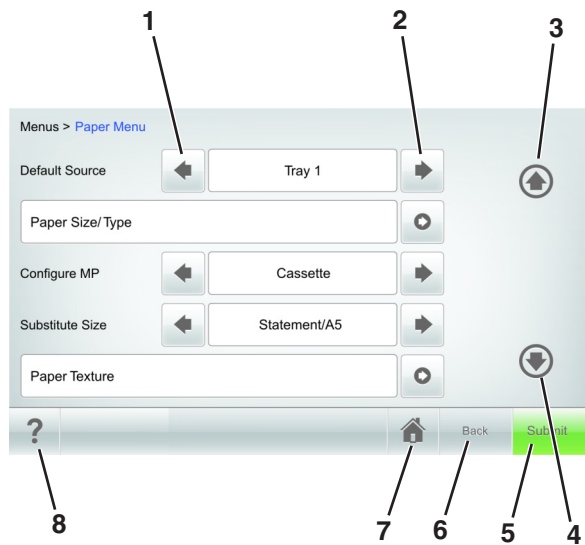 1 2 3
Menus > Paper Menu
Default Source Tray 1
Paper Size/Type
Configure MP Cassette
Substitute Size Statement/A5
Paper Texture
? Back Submit
8 7 6 5 4